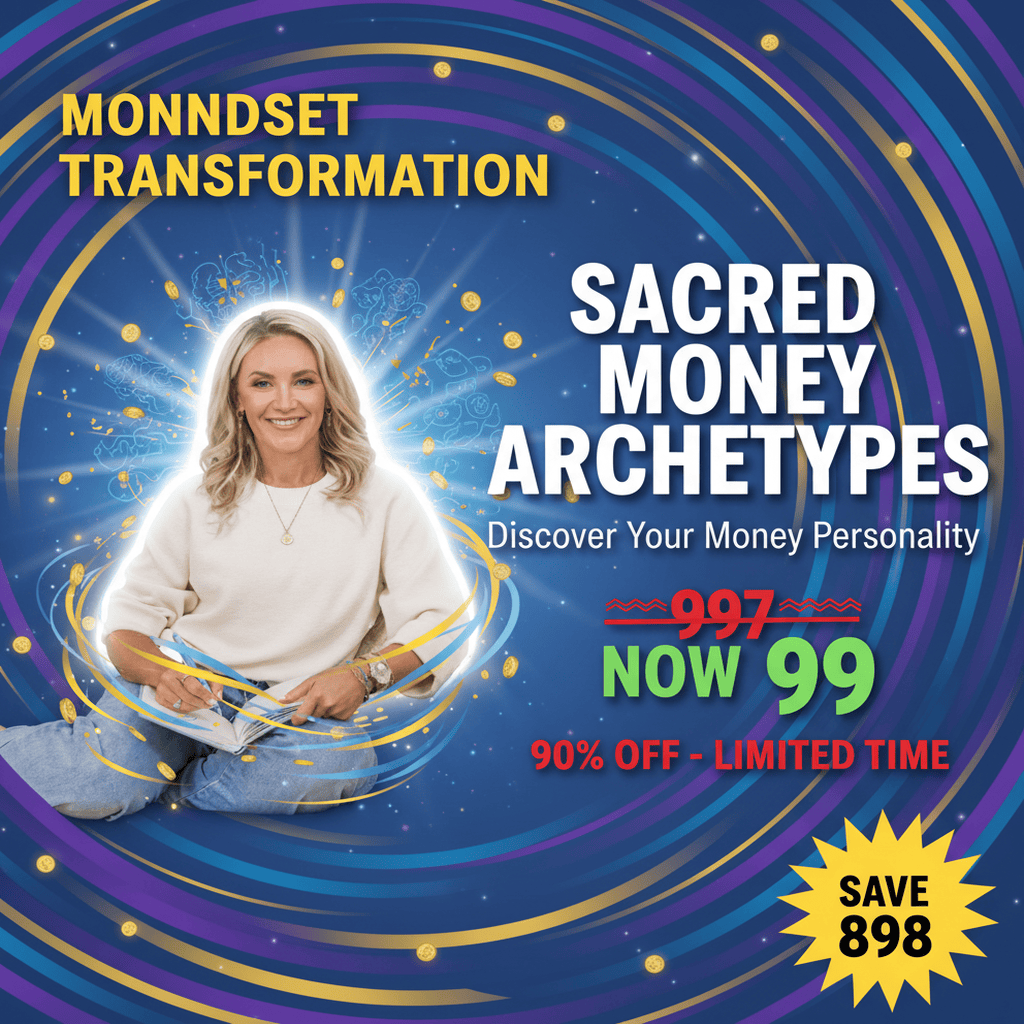 MONNDSET
TRANSFORMATION
SACRED
MONEY
ARCHETYPES
Discover Your Money Personality
997
NOW 99
90% OFF - LIMITED TIME
SAVE
898